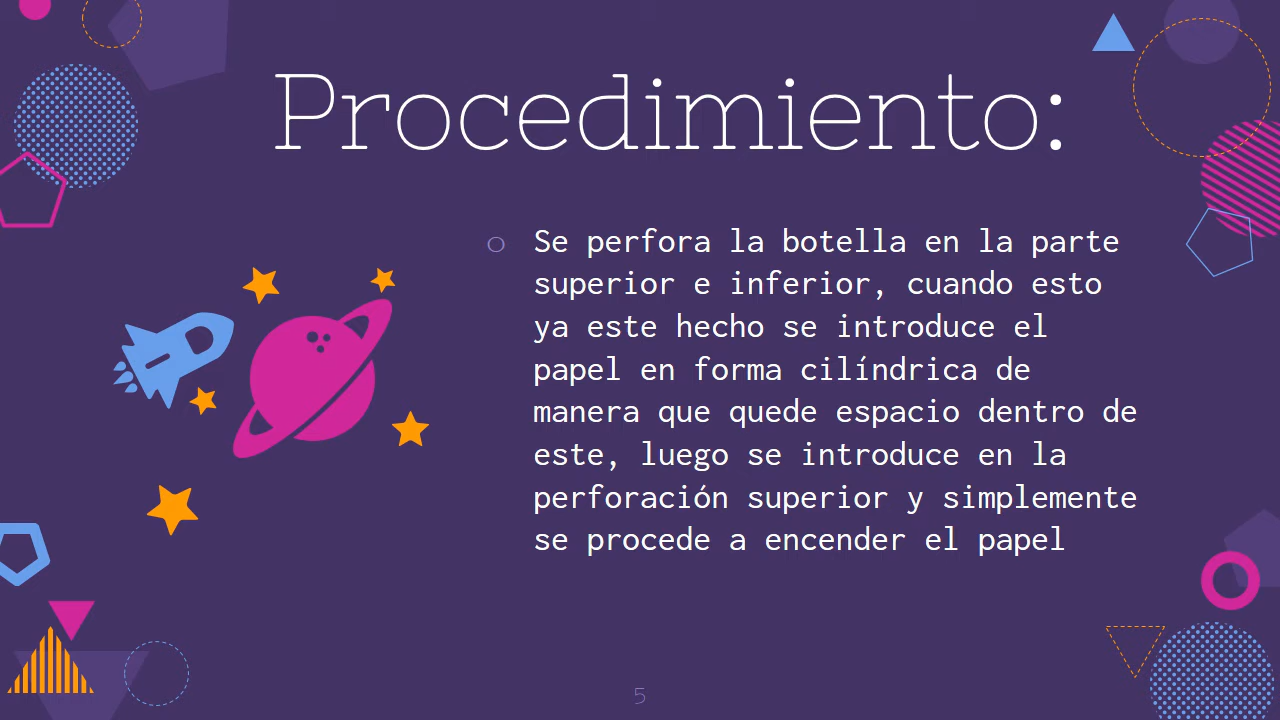 Procedimiento:
o Se perfora la botella en la parte
superior e inferior, cuando esto
ya este hecho se introduce el
papel en forma cilíndrica de
manera que quede espacio dentro de
este, luego se introduce en la
perforación superior y simplemente
se procede a encender el papel
5